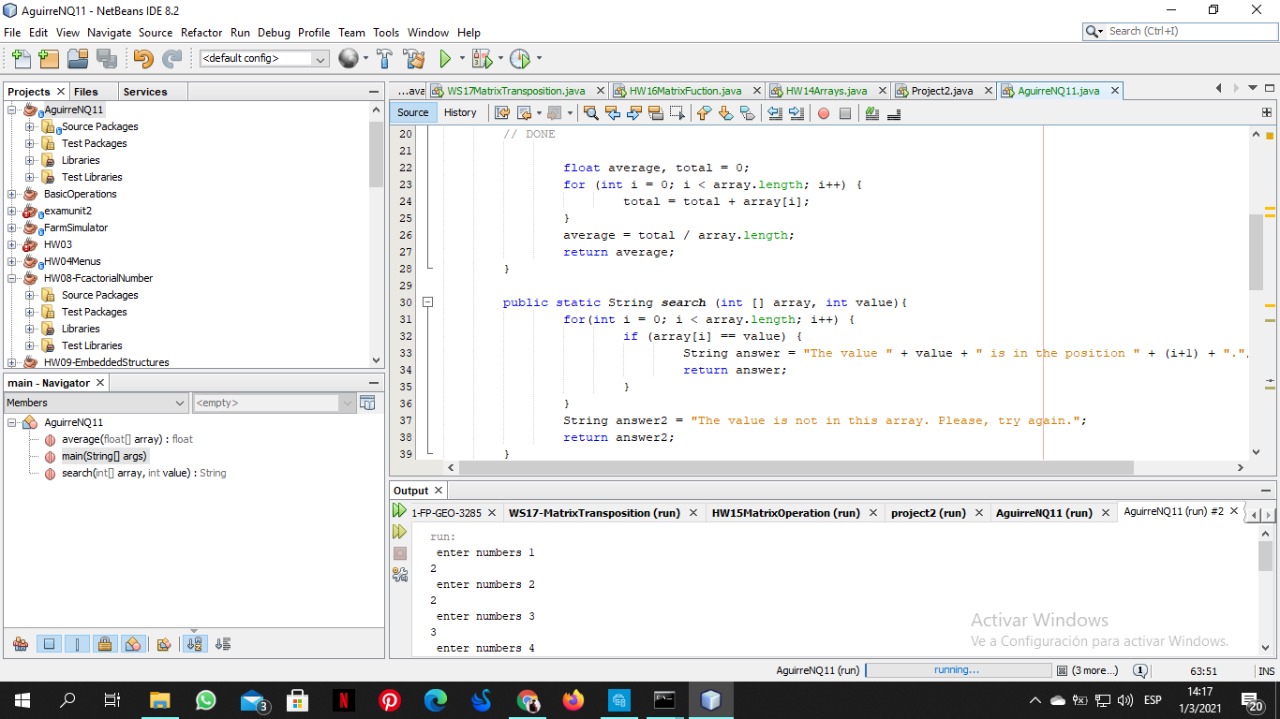 AguirreNQ11 - NetBeans IDE 8.2
File Edit View Navigate Source Refactor Run Debug Profile Team Tools Window Help
Search (Ctrl+I)
<default config>
Projects Files Services
AguirreNQ11
Source Packages
Test Packages
Libraries
Test Libraries
BasicOperations
examunit2
FarmSimulator
HW03
HW04Menus
HW08-FcactorialNumber
Source Packages
Test Packages
Libraries
Test Libraries
HW09-EmbeddedStructures
main - Navigator
Members <empty>
AguirreNQ11
average(float[] array) : float
main(String[] args)
search(int[] array, int value) : String
...ava WS17MatrixTransposition.java HW16MatrixFuction.java HW14Arrays.java Project2.java AguirreNQ11.java
Source History
20 // DONE
21
22 float average, total = 0;
23 for (int i = 0; i < array.length; i++) {
24 total = total + array[i];
25 }
26 average = total / array.length;
27 return average;
28 }
29
30 public static String search (int [] array, int value){
31 for(int i = 0; i < array.length; i++) {
32 if (array[i] == value) {
33 String answer = "The value " + value + " is in the position " + (i+1) + "."
34 return answer;
35 }
36 }
37 String answer2 = "The value is not in this array. Please, try again.";
38 return answer2;
39 }
Output
1-FP-GEO-3285 WS17-MatrixTransposition (run) HW15MatrixOperation (run) project2 (run) AguirreNQ11 (run) AguirreNQ11 (run) #2
run:
enter numbers 1
2
enter numbers 2
2
enter numbers 3
3
enter numbers 4
Activar Windows
Ve a Configuración para activar Windows.
AguirreNQ11 (run) running... (3 more...) 63:51 INS
3
ESP
14:17
1/3/2021
20